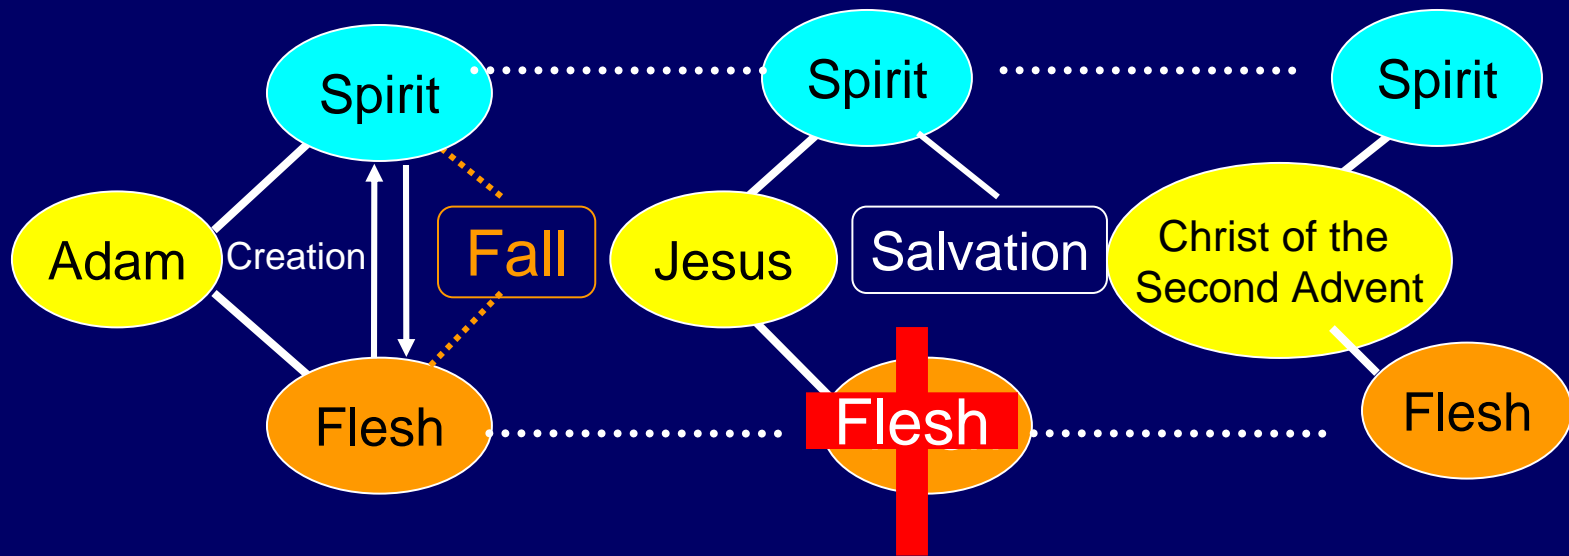 Spirit
Spirit
Spirit
Adam
Creation
Fall
Jesus
Salvation
Christ of the
Second Advent
Flesh
Flesh
Flesh